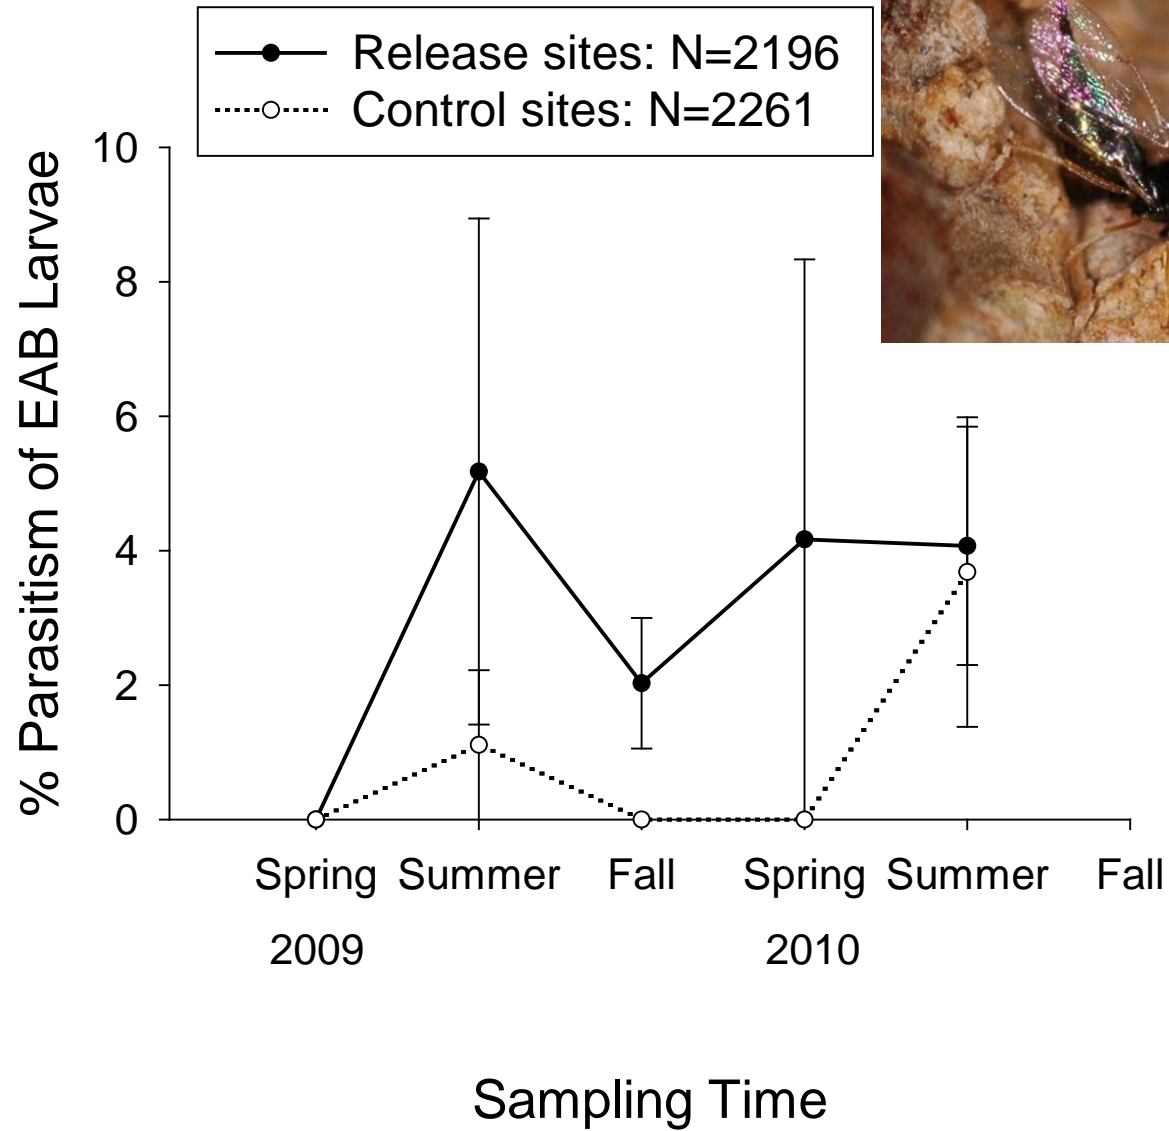 Release sites: N=2196
Control sites: N=2261
% Parasitism of EAB Larvae
10
8
6
4
2
0
Spring Summer Fall Spring Summer Fall
2009 2010
Sampling Time